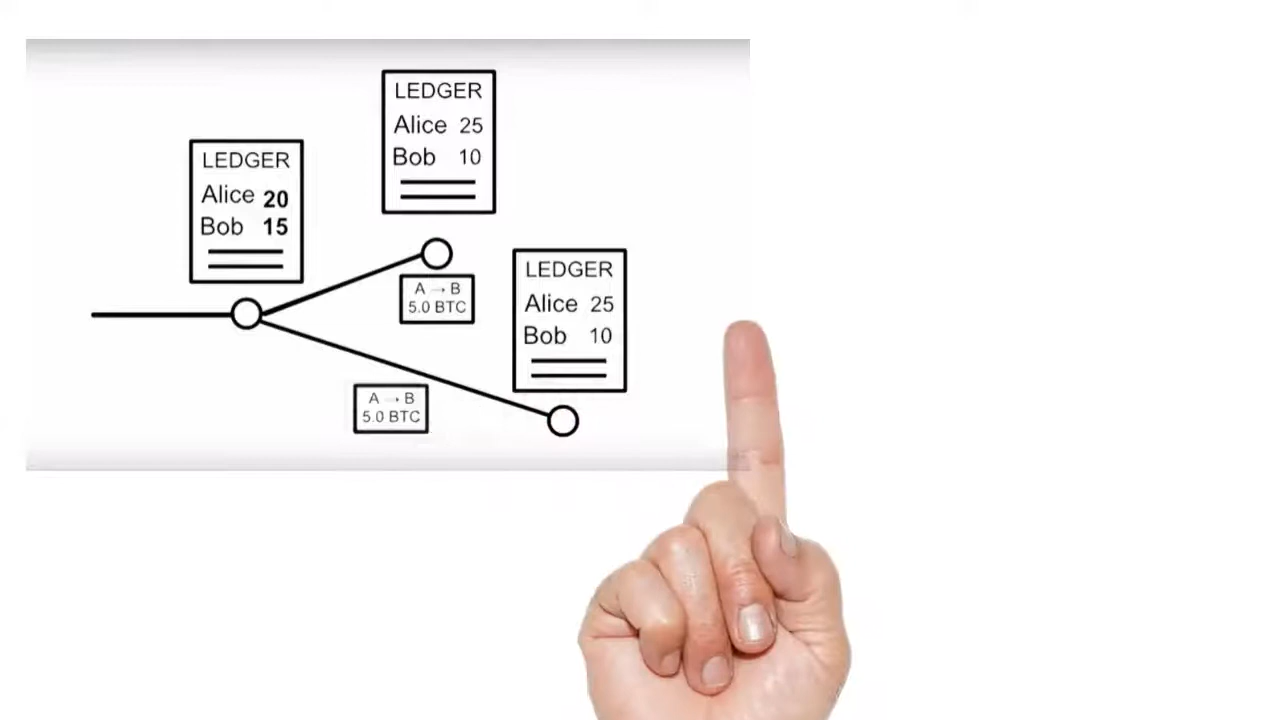 LEDGER
Alice 20
Bob 15
LEDGER
Alice 25
Bob 10
A → B
5.0 BTC
LEDGER
Alice 25
Bob 10
A → B
5.0 BTC